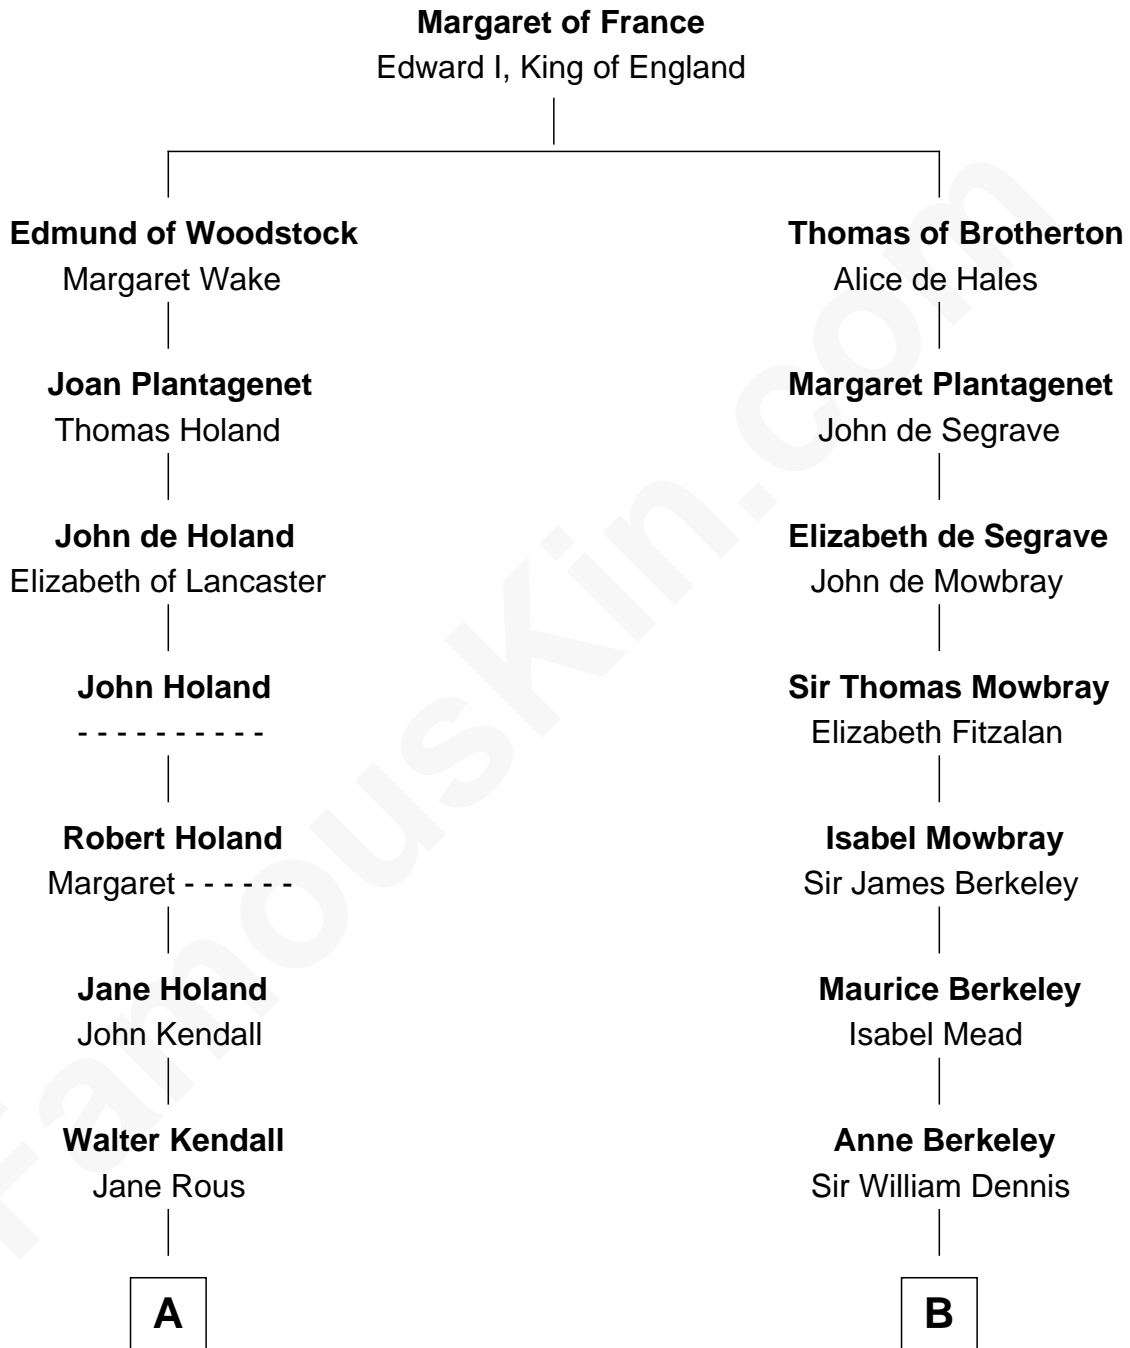 Margaret of France
Edward I, King of England
Edmund of Woodstock
Margaret Wake
Thomas of Brotherton
Alice de Hales
Joan Plantagenet
Thomas Holand
Margaret Plantagenet
John de Segrave
John de Holand
Elizabeth of Lancaster
Elizabeth de Segrave
John de Mowbray
John Holand
- - - - - - - - - -
Sir Thomas Mowbray
Elizabeth Fitzalan
Robert Holand
Margaret - - - - - -
Isabel Mowbray
Sir James Berkeley
Jane Holand
John Kendall
Maurice Berkeley
Isabel Mead
Walter Kendall
Jane Rous
Anne Berkeley
Sir William Dennis
A
B
FamousKin.com